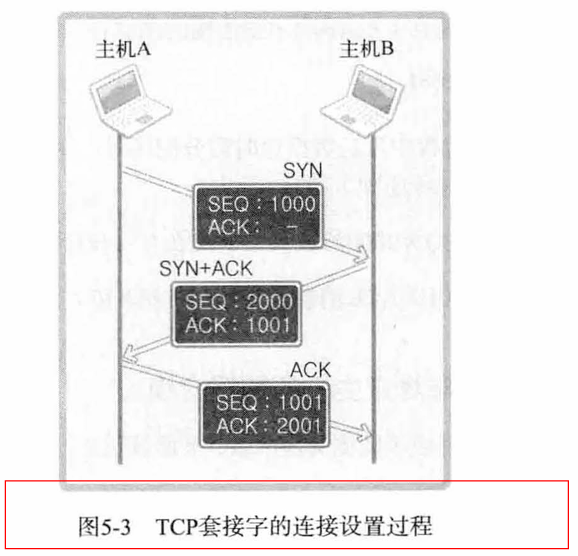 主机A
主机B
SYN
SEQ : 1000
ACK : -
SYN+ACK
SEQ : 2000
ACK : 1001
ACK
SEQ : 1001
ACK : 2001
图5-3 TCP套接字的连接设置过程